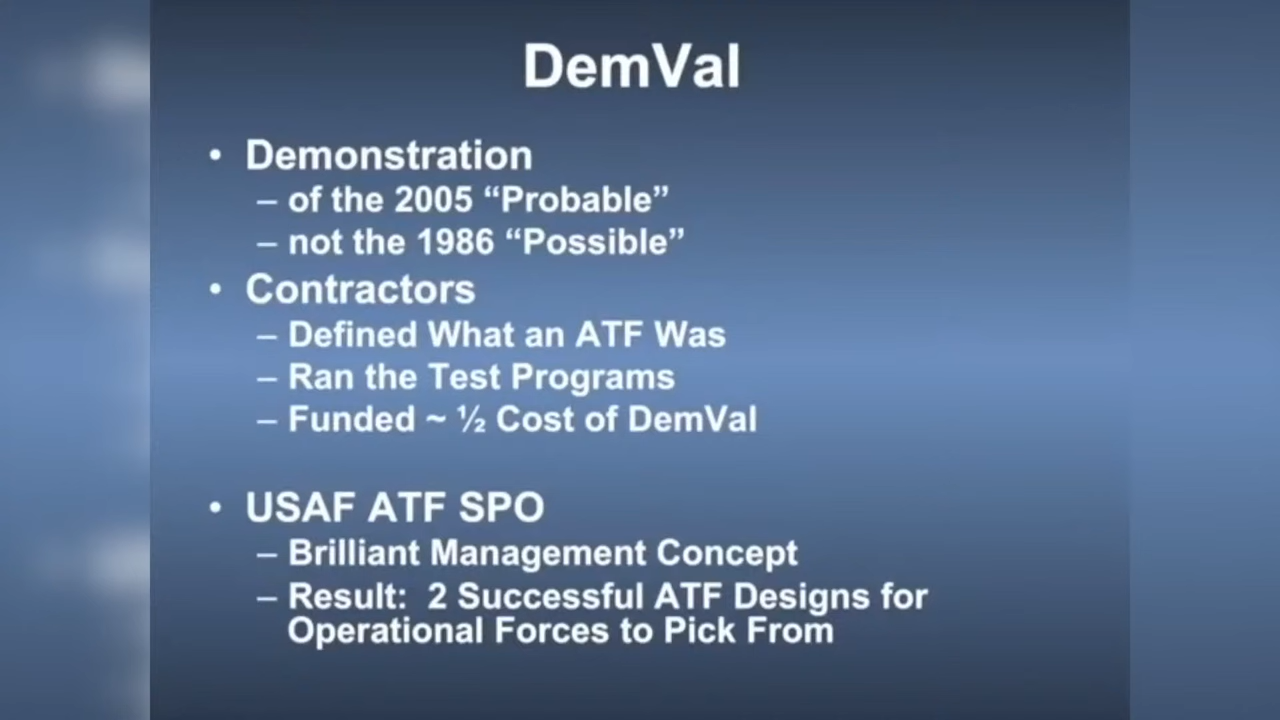 DemVal
• Demonstration
– of the 2005 “Probable”
– not the 1986 “Possible”
• Contractors
– Defined What an ATF Was
– Ran the Test Programs
– Funded ~ ½ Cost of DemVal
• USAF ATF SPO
– Brilliant Management Concept
– Result:  2 Successful ATF Designs for
Operational Forces to Pick From